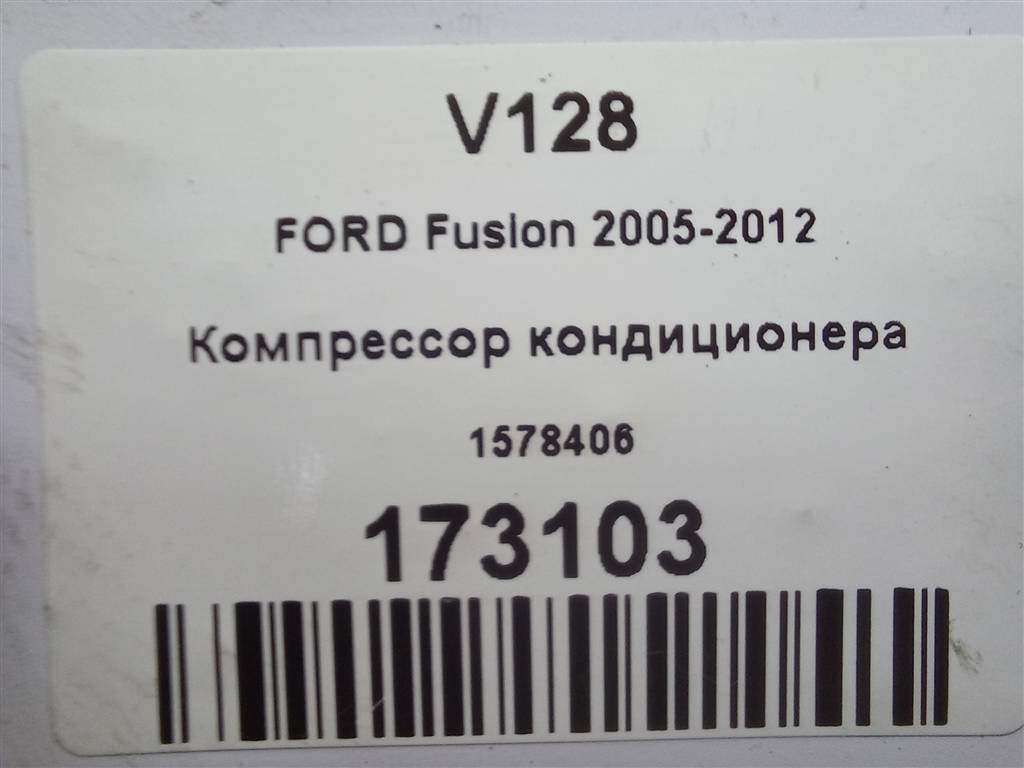 V128
FORD Fusion 2005-2012
Компрессор кондиционера
1578406
173103